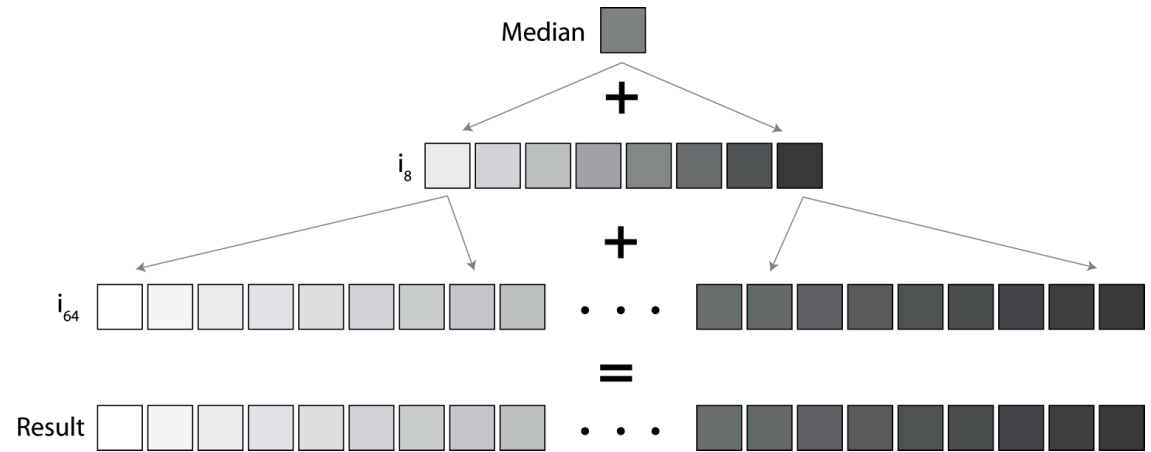 Median
+
i₈
+
i₆₄ . . .
=
Result . . .